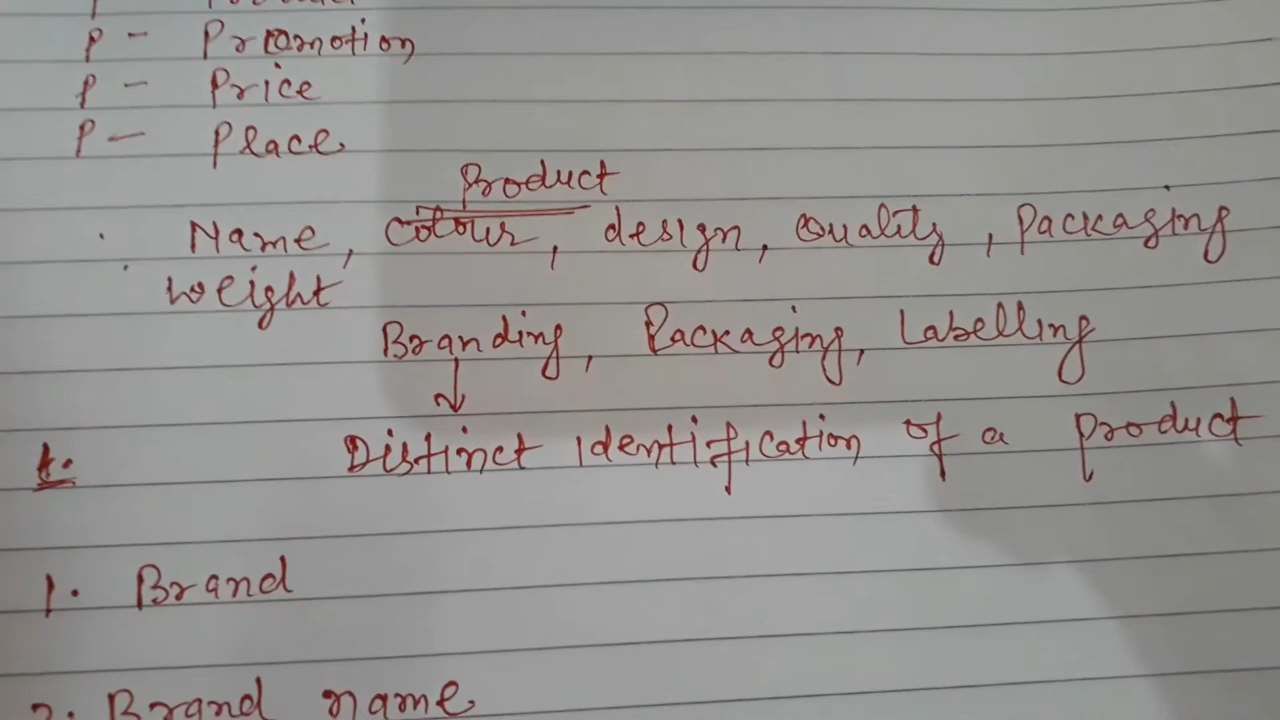 P - Promotion
P - Price
P - Place
Product
Name, colour, design, Quality, Packaging
weight
Branding, Packaging, Labelling
↓
Distinct Identification of a product
1. Brand
2. Brand name